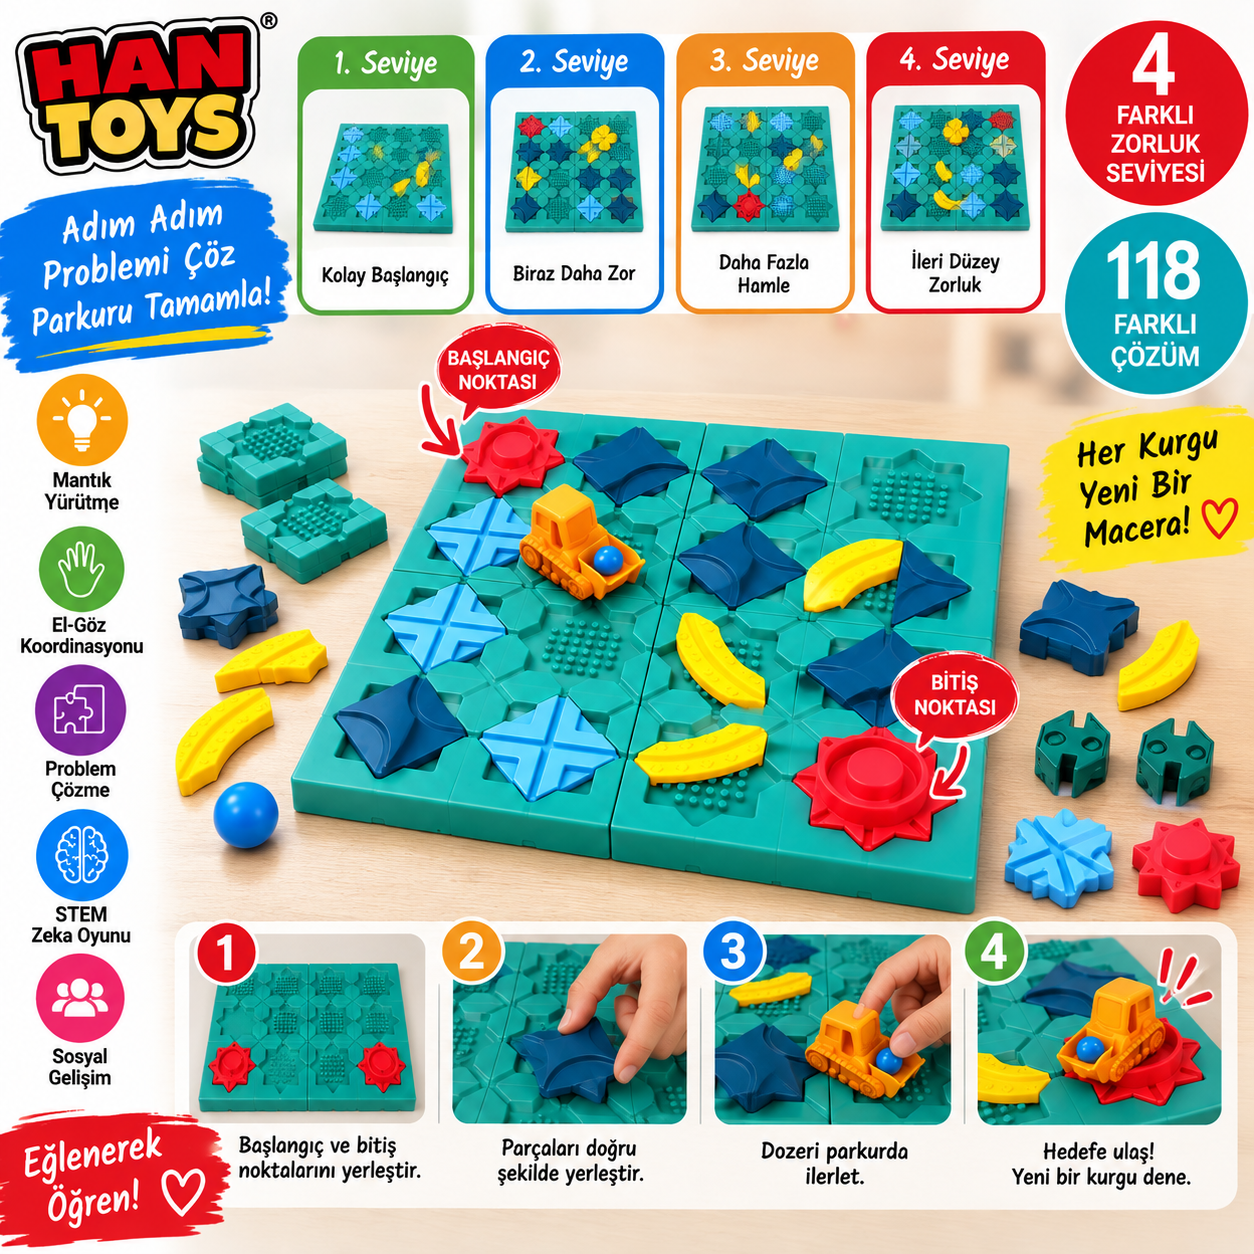 HAN
TOYS
®
Adım Adım
Problemi Çöz
Parkuru Tamamla!
1. Seviye
Kolay Başlangıç
2. Seviye
Biraz Daha Zor
3. Seviye
Daha Fazla
Hamle
4. Seviye
İleri Düzey
Zorluk
4
FARKLI
ZORLUK
SEVİYESİ
118
FARKLI
ÇÖZÜM
Her Kurgu
Yeni Bir
Macera!
BAŞLANGIÇ
NOKTASI
BİTİŞ
NOKTASI
Mantık
Yürütme
El-Göz
Koordinasyonu
Problem
Çözme
STEM
Zeka Oyunu
Sosyal
Gelişim
Eğlenerek
Öğren!
1
Başlangıç ve bitiş
noktalarını yerleştir.
2
Parçaları doğru
şekilde yerleştir.
3
Dozeri parkurda
ilerlet.
4
Hedefe ulaş!
Yeni bir kurgu dene.